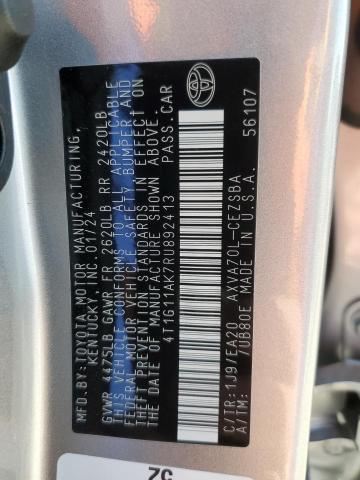 MFD.BY:TOYOTA MOTOR MANUFACTURING,
KENTUCKY, INC. 01/24
GVWR 4475LB GAWR FR 2620LB RR 2420LB
THIS VEHICLE CONFORMS TO ALL APPLICABLE
FEDERAL MOTOR VEHICLE SAFETY, BUMPER AND
THEFT PREVENTION STANDARDS IN EFFECT ON
THE DATE OF MANUFACTURE SHOWN ABOVE.
4T1G11AK7RU892413 PASS.CAR
C/TR:1J9/EA20 AXVA70L-CEZSBA
A/TM: /UB80E MADE IN U.S.A.
56107